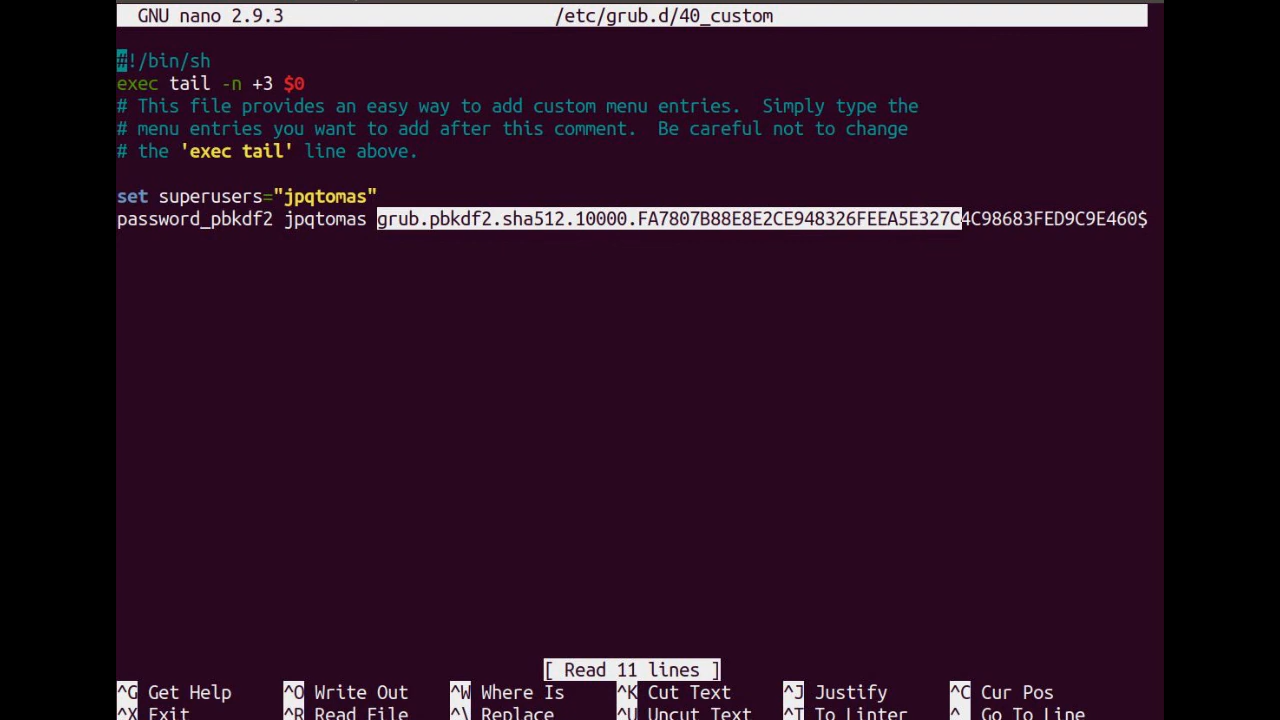 GNU nano 2.9.3 /etc/grub.d/40_custom
#!/bin/sh
exec tail -n +3 $0
# This file provides an easy way to add custom menu entries.  Simply type the
# menu entries you want to add after this comment.  Be careful not to change
# the 'exec tail' line above.
set superusers="jpqtomas"
password_pbkdf2 jpqtomas grub.pbkdf2.sha512.10000.FA7807B88E8E2CE948326FEEA5E327C4C98683FED9C9E460$
[ Read 11 lines ]
^G Get Help ^O Write Out ^W Where Is ^K Cut Text ^J Justify ^C Cur Pos
^X Exit ^R Read File ^\ Replace ^U Uncut Text ^T To Linter ^_ Go To Line